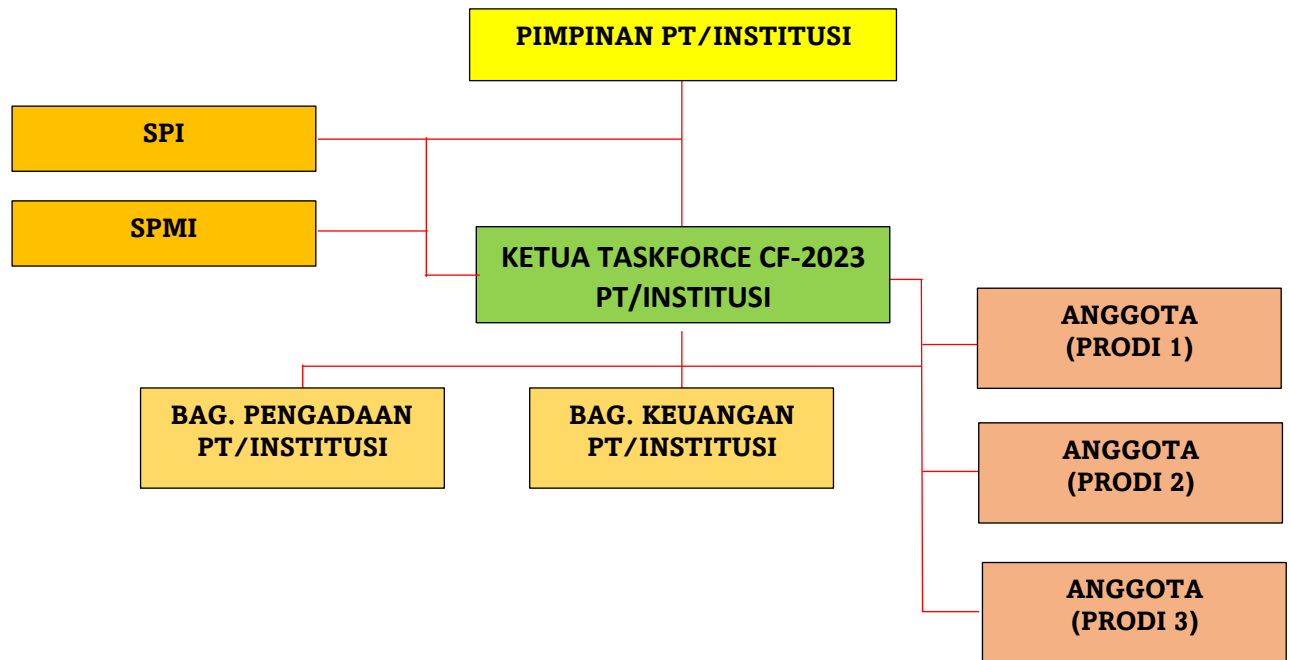 PIMPINAN PT/INSTITUSI
SPI
SPMI
KETUA TASKFORCE CF-2023
PT/INSTITUSI
BAG. PENGADAAN
PT/INSTITUSI
BAG. KEUANGAN
PT/INSTITUSI
ANGGOTA
(PRODI 1)
ANGGOTA
(PRODI 2)
ANGGOTA
(PRODI 3)